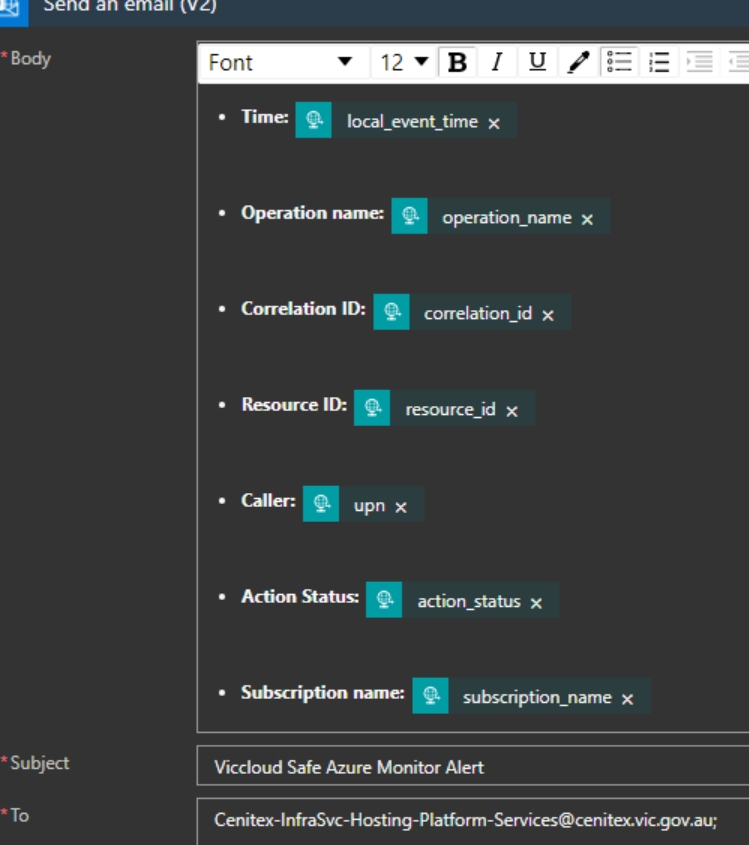 Send an email (V2)
* Body
Font 12 B I U
• Time: local_event_time ×
• Operation name: operation_name ×
• Correlation ID: correlation_id ×
• Resource ID: resource_id ×
• Caller: upn ×
• Action Status: action_status ×
• Subscription name: subscription_name ×
* Subject
Viccloud Safe Azure Monitor Alert
* To
Cenitex-InfraSvc-Hosting-Platform-Services@cenitex.vic.gov.au;